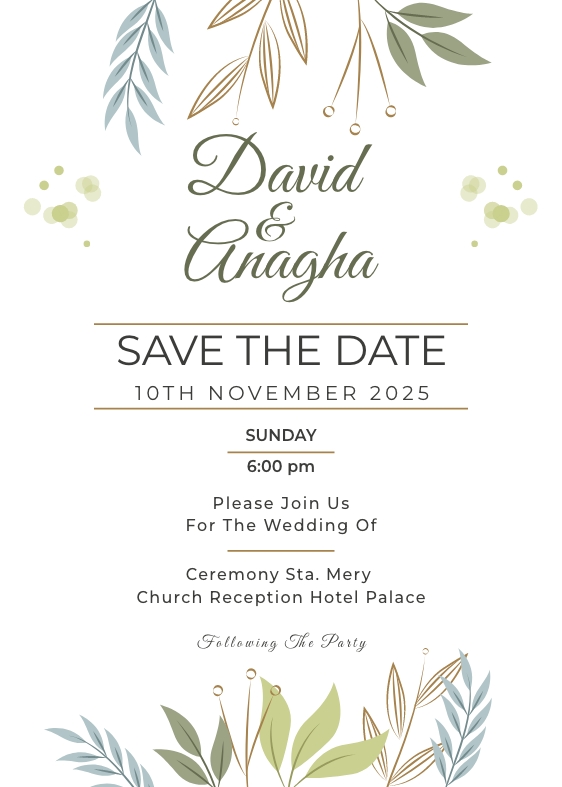 David
&
Anagha
SAVE THE DATE
10TH NOVEMBER 2025
SUNDAY
6:00 pm
Please Join Us
For The Wedding Of
Ceremony Sta. Mery
Church Reception Hotel Palace
Following The Party